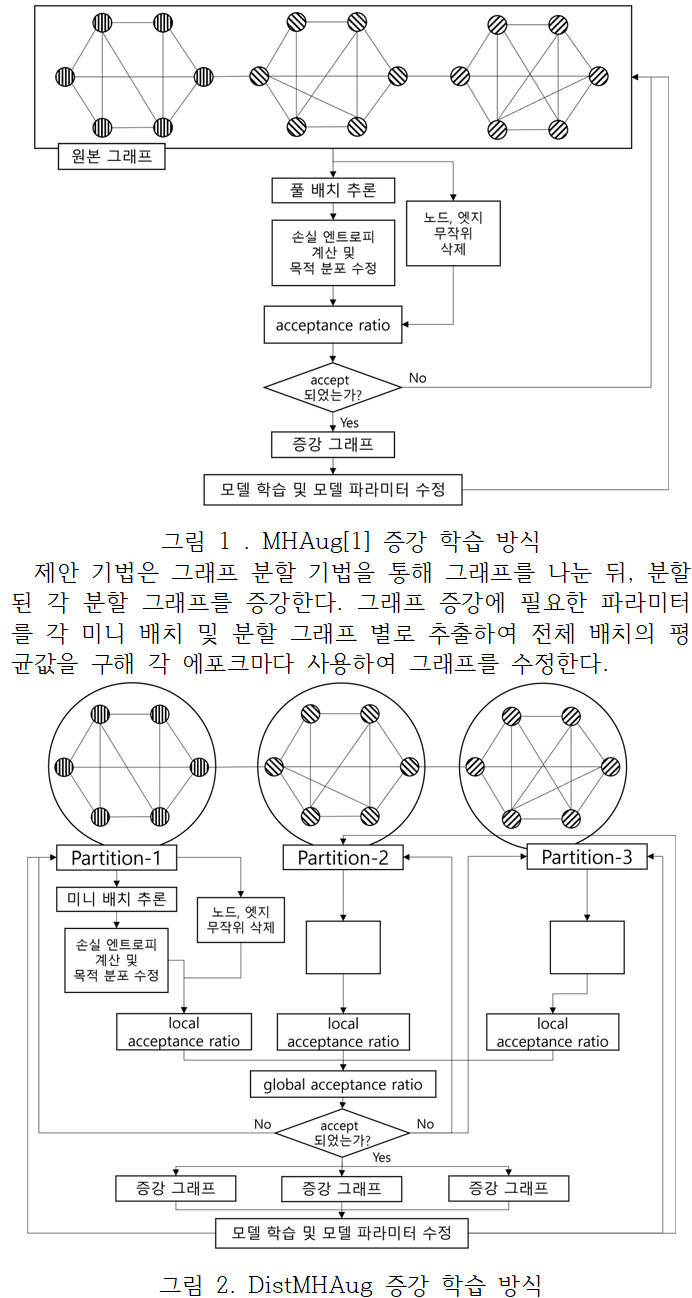 원본 그래프
풀 배치 추론
손실 엔트로피
계산 및
목적 분포 수정
노드, 엣지
무작위
삭제
acceptance ratio
accept
되었는가?
No
Yes
증강 그래프
모델 학습 및 모델 파라미터 수정
그림 1 . MHAug[1] 증강 학습 방식
제안 기법은 그래프 분할 기법을 통해 그래프를 나눈 뒤, 분할
된 각 분할 그래프를 증강한다. 그래프 증강에 필요한 파라미터
를 각 미니 배치 및 분할 그래프 별로 추출하여 전체 배치의 평
균값을 구해 각 에포크마다 사용하여 그래프를 수정한다.
Partition-1
Partition-2
Partition-3
미니 배치 추론
손실 엔트로피
계산 및
목적 분포 수정
노드, 엣지
무작위 삭제
local
acceptance ratio
local
acceptance ratio
local
acceptance ratio
global acceptance ratio
No
accept
되었는가?
No
Yes
증강 그래프
증강 그래프
증강 그래프
모델 학습 및 모델 파라미터 수정
그림 2. DistMHAug 증강 학습 방식